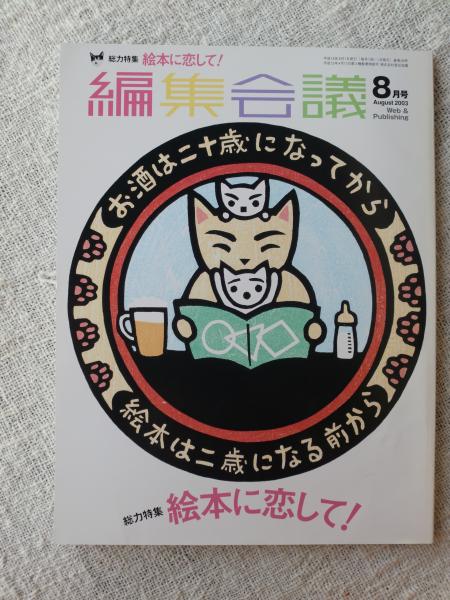 総力特集 絵本に恋して!
編集会議
8月号
August 2003
Web &
Publishing
お酒は二十歳になってから
絵本は二歳になる前から
総力特集 絵本に恋して!